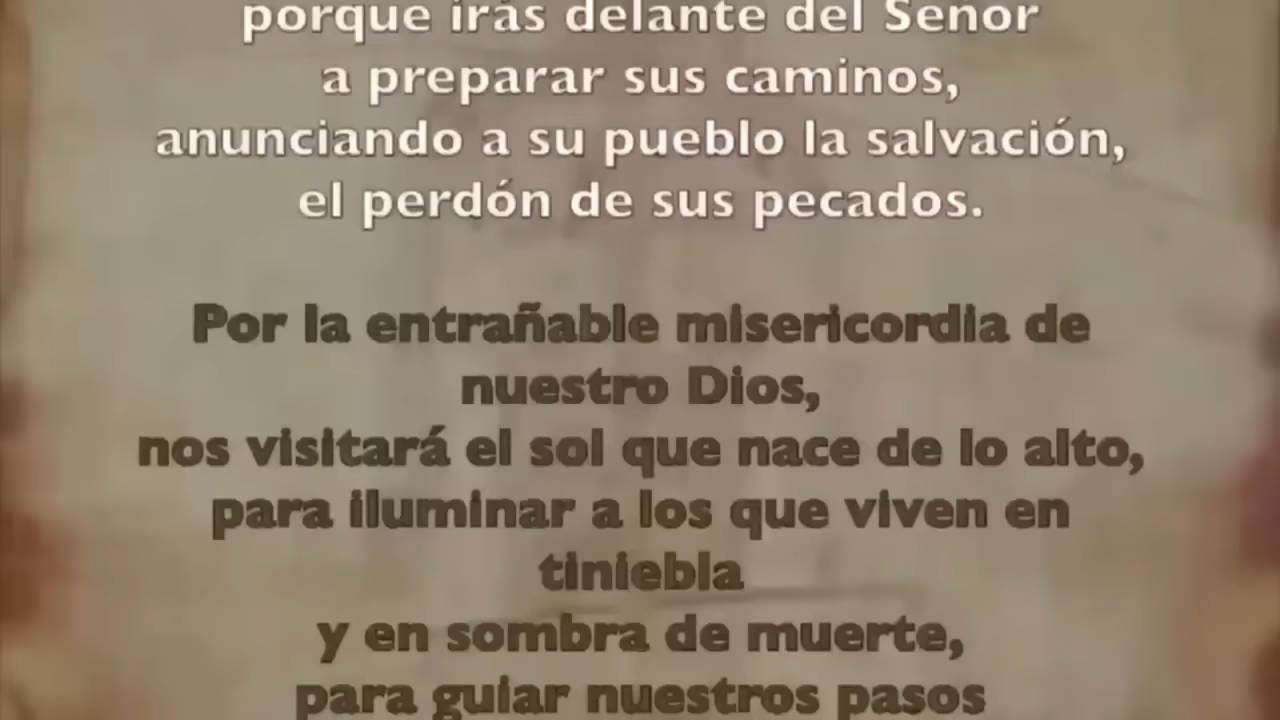 porque irás delante del Señor
a preparar sus caminos,
anunciando a su pueblo la salvación,
el perdón de sus pecados.
Por la entrañable misericordia de
nuestro Dios,
nos visitará el sol que nace de lo alto,
para iluminar a los que viven en
tiniebla
y en sombra de muerte,
para guiar nuestros pasos